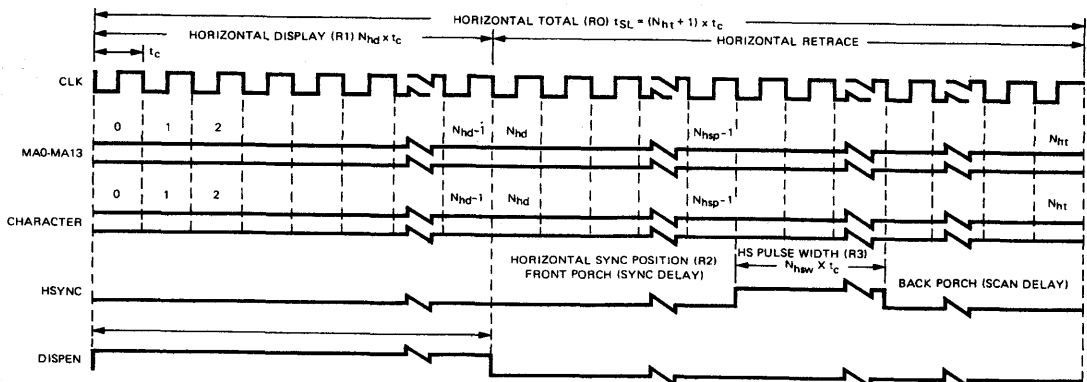 HORIZONTAL TOTAL (R0) tSL = (Nht + 1) x tc
HORIZONTAL DISPLAY (R1) Nhd x tc
HORIZONTAL RETRACE
tc
CLK
0 1 2 Nhd-1 Nhd Nhsp-1 Nht
MA0-MA13
0 1 2 Nhd-1 Nhd Nhsp-1 Nht
CHARACTER
HORIZONTAL SYNC POSITION (R2)
FRONT PORCH (SYNC DELAY)
HS PULSE WIDTH (R3)
Nhsw X tc
BACK PORCH (SCAN DELAY)
HSYNC
DISPEN